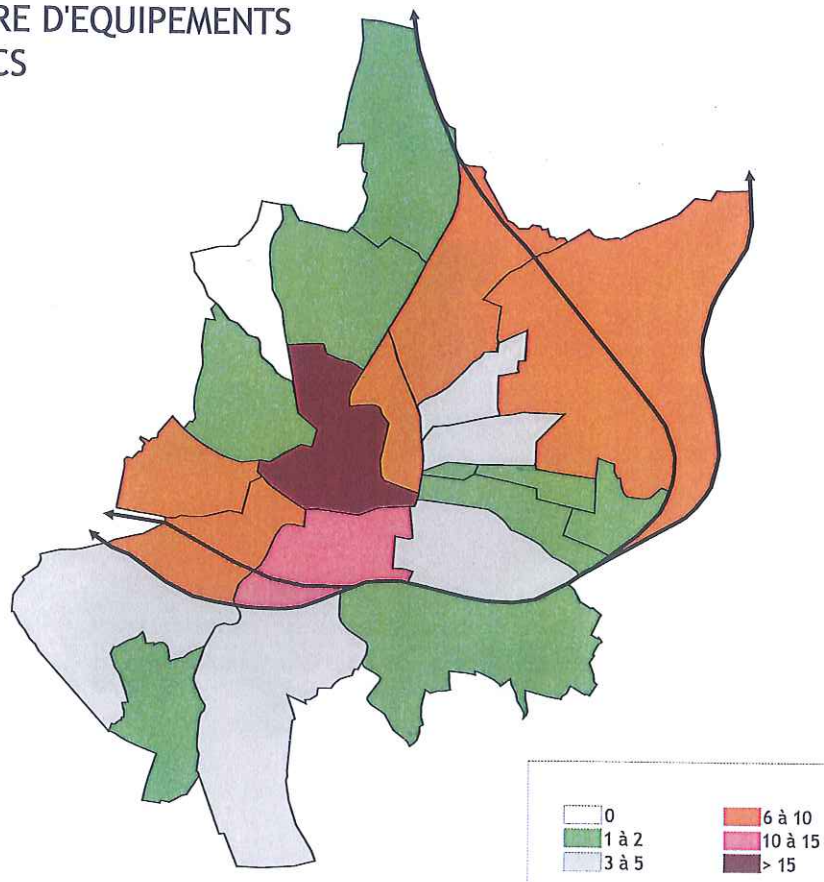 RE D'EQUIPEMENTS
CS
0
1 à 2
3 à 5
6 à 10
10 à 15
> 15